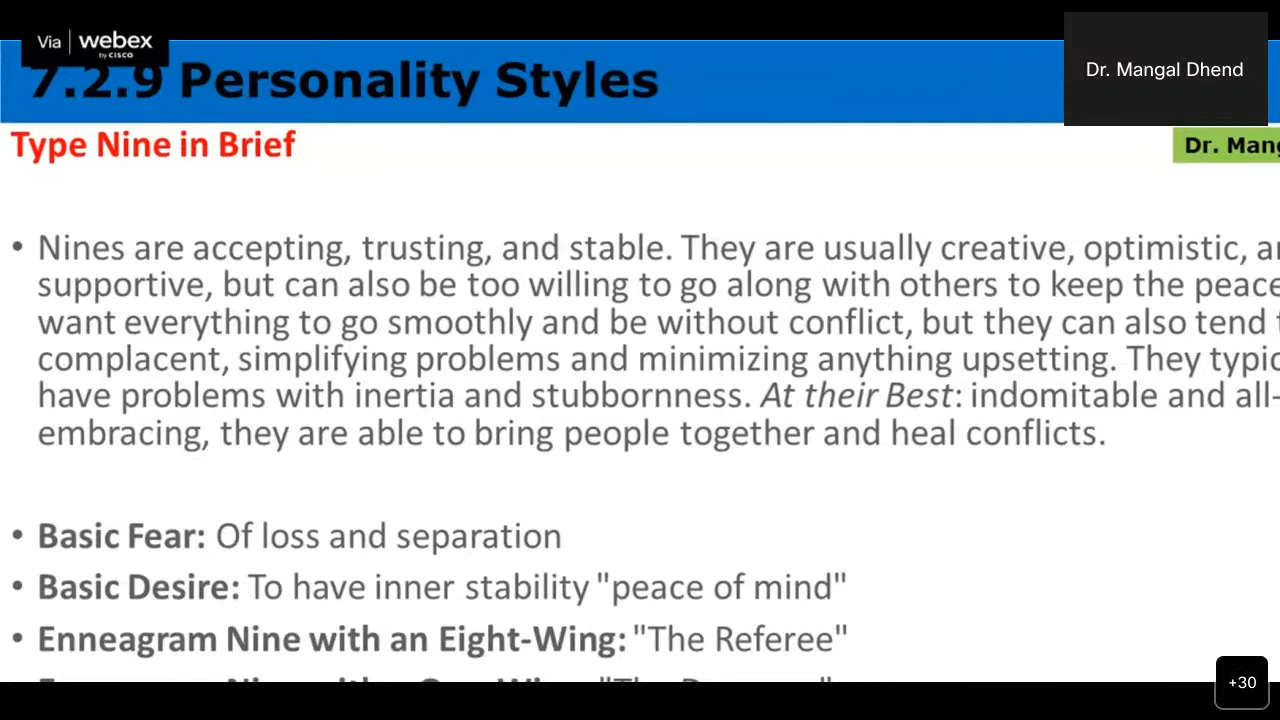 Via webex
by CISCO
7.2.9 Personality Styles
Dr. Mangal Dhend
Type Nine in Brief
Dr.
• Nines are accepting, trusting, and stable. They are usually creative, optimistic,
supportive, but can also be too willing to go along with others to keep the peace
want everything to go smoothly and be without conflict, but they can also tend
complacent, simplifying problems and minimizing anything upsetting. They
have problems with inertia and stubbornness. At their Best: indomitable and all-
embracing, they are able to bring people together and heal conflicts.
• Basic Fear: Of loss and separation
• Basic Desire: To have inner stability "peace of mind"
• Enneagram Nine with an Eight-Wing: "The Referee"
+30